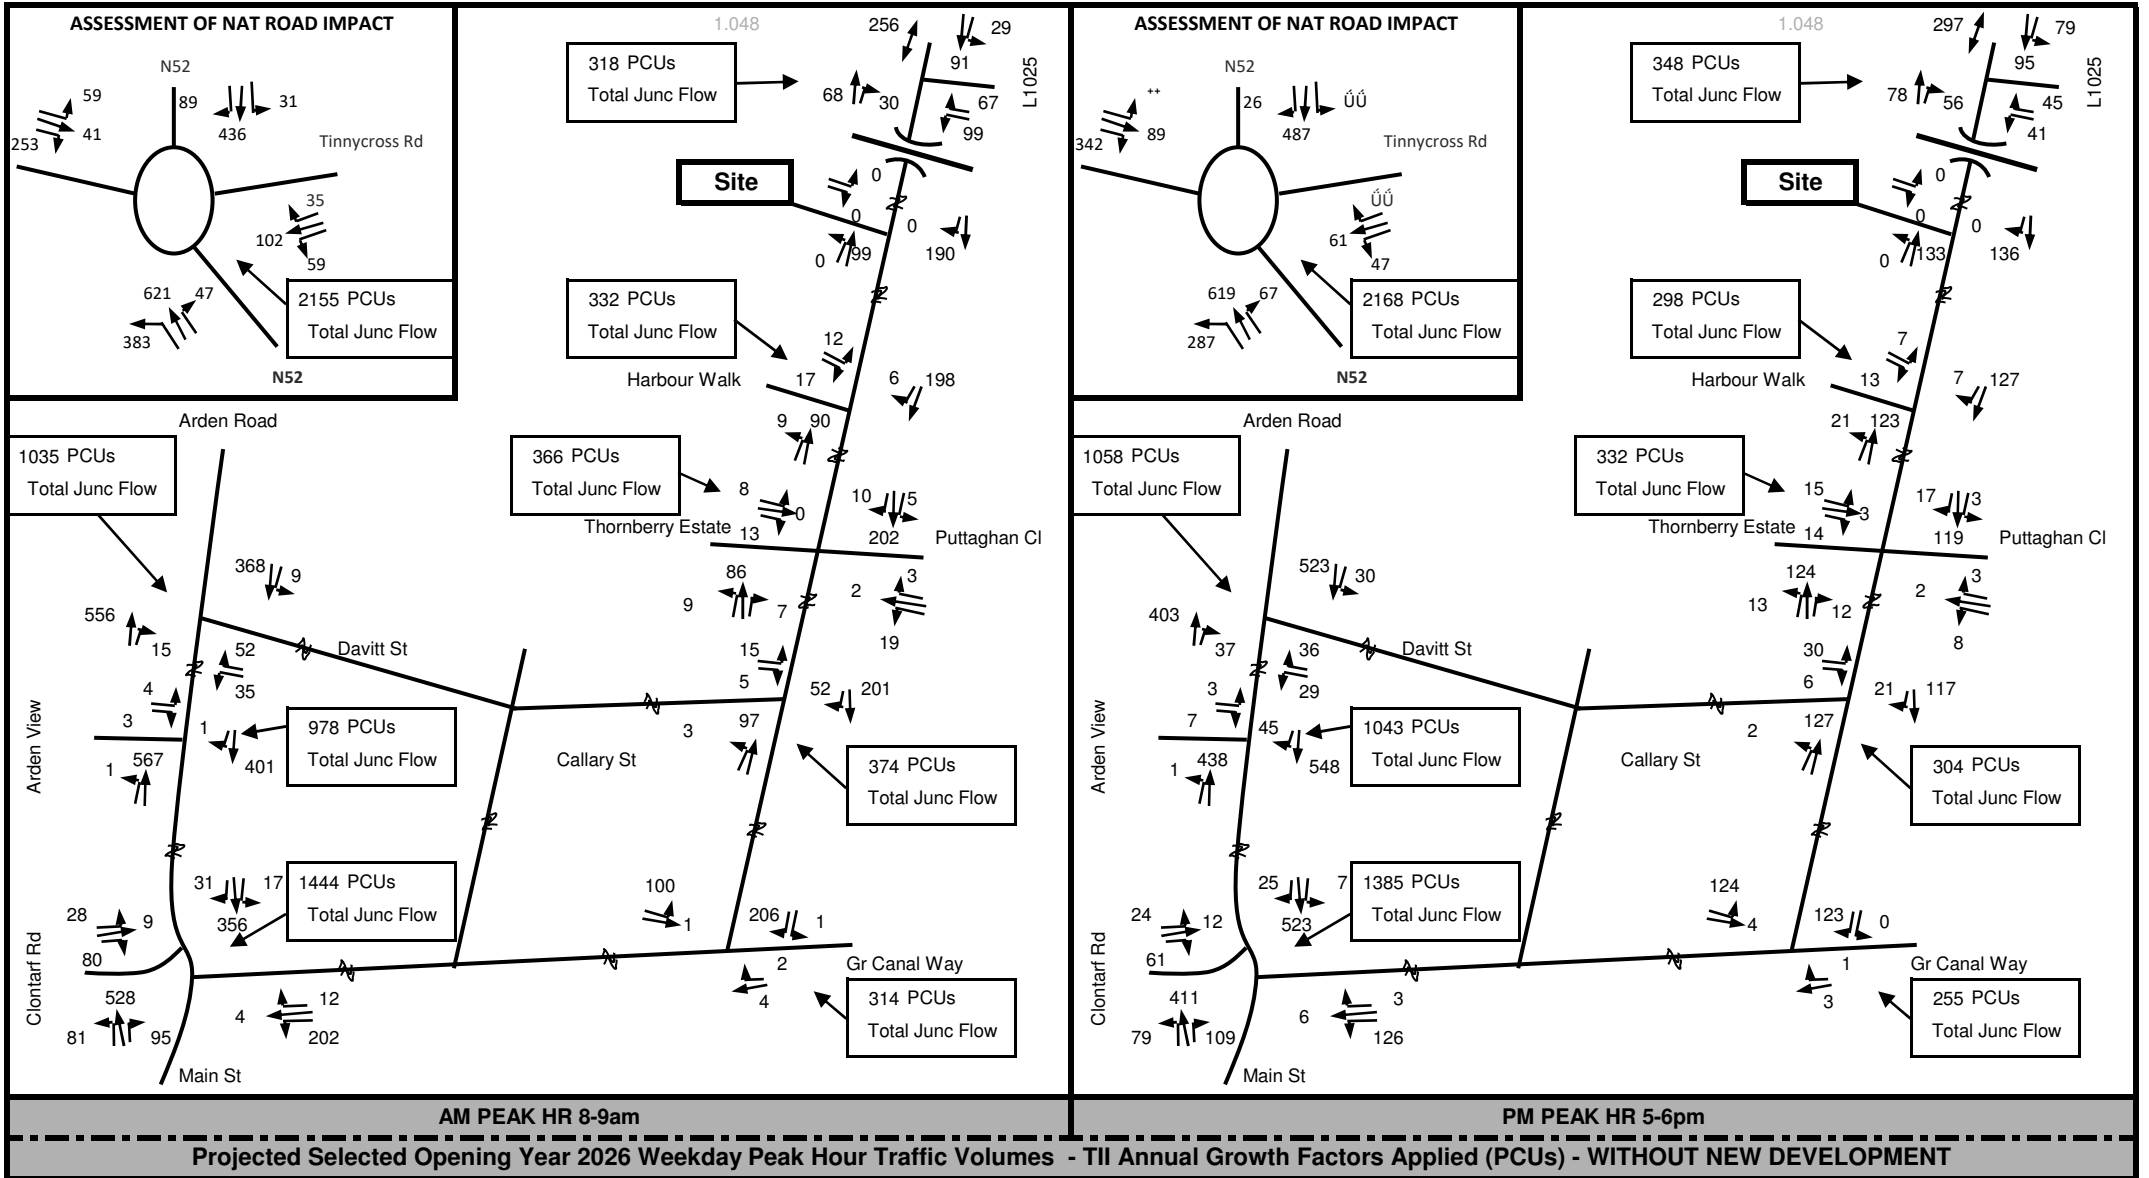 ASSESSMENT OF NAT ROAD IMPACT
N52
59
89
31
41
436
253
Tinnycross Rd
35
102
59
621
47
2155 PCUs
Total Junc Flow
383
N52
1.048
256
29
318 PCUs
Total Junc Flow
91
L1025
68
30
67
99
Site
0
0
0
0
99
190
332 PCUs
Total Junc Flow
12
Harbour Walk
17
6
198
9
90
Arden Road
1035 PCUs
Total Junc Flow
366 PCUs
Total Junc Flow
8
0
10
5
Thornberry Estate
13
202
Puttaghan Cl
368
9
86
9
7
2
3
19
556
15
52
35
Davitt St
15
5
52
201
4
3
1
978 PCUs
Total Junc Flow
3
97
Arden View
567
1
401
Callary St
374 PCUs
Total Junc Flow
31
17
1444 PCUs
Total Junc Flow
356
100
1
206
1
28
9
80
Clontarf Rd
2
4
Gr Canal Way
528
81
95
4
12
202
314 PCUs
Total Junc Flow
Main St
AM PEAK HR 8-9am
ASSESSMENT OF NAT ROAD IMPACT
N52
++
26
ÚÚ
89
487
342
Tinnycross Rd
ÚÚ
61
47
619
67
2168 PCUs
Total Junc Flow
287
N52
1.048
297
79
348 PCUs
Total Junc Flow
95
L1025
78
56
45
41
Site
0
0
0
0
133
136
298 PCUs
Total Junc Flow
7
Harbour Walk
13
7
127
21
123
Arden Road
1058 PCUs
Total Junc Flow
332 PCUs
Total Junc Flow
15
3
17
3
Thornberry Estate
14
119
Puttaghan Cl
523
30
124
13
12
2
3
8
403
37
36
29
Davitt St
30
6
21
117
3
7
45
1043 PCUs
Total Junc Flow
2
127
Arden View
438
1
548
Callary St
304 PCUs
Total Junc Flow
25
7
1385 PCUs
Total Junc Flow
523
124
4
123
0
24
12
61
Clontarf Rd
1
3
Gr Canal Way
411
79
109
6
3
126
255 PCUs
Total Junc Flow
Main St
PM PEAK HR 5-6pm
Projected Selected Opening Year 2026 Weekday Peak Hour Traffic Volumes - TII Annual Growth Factors Applied (PCUs) - WITHOUT NEW DEVELOPMENT